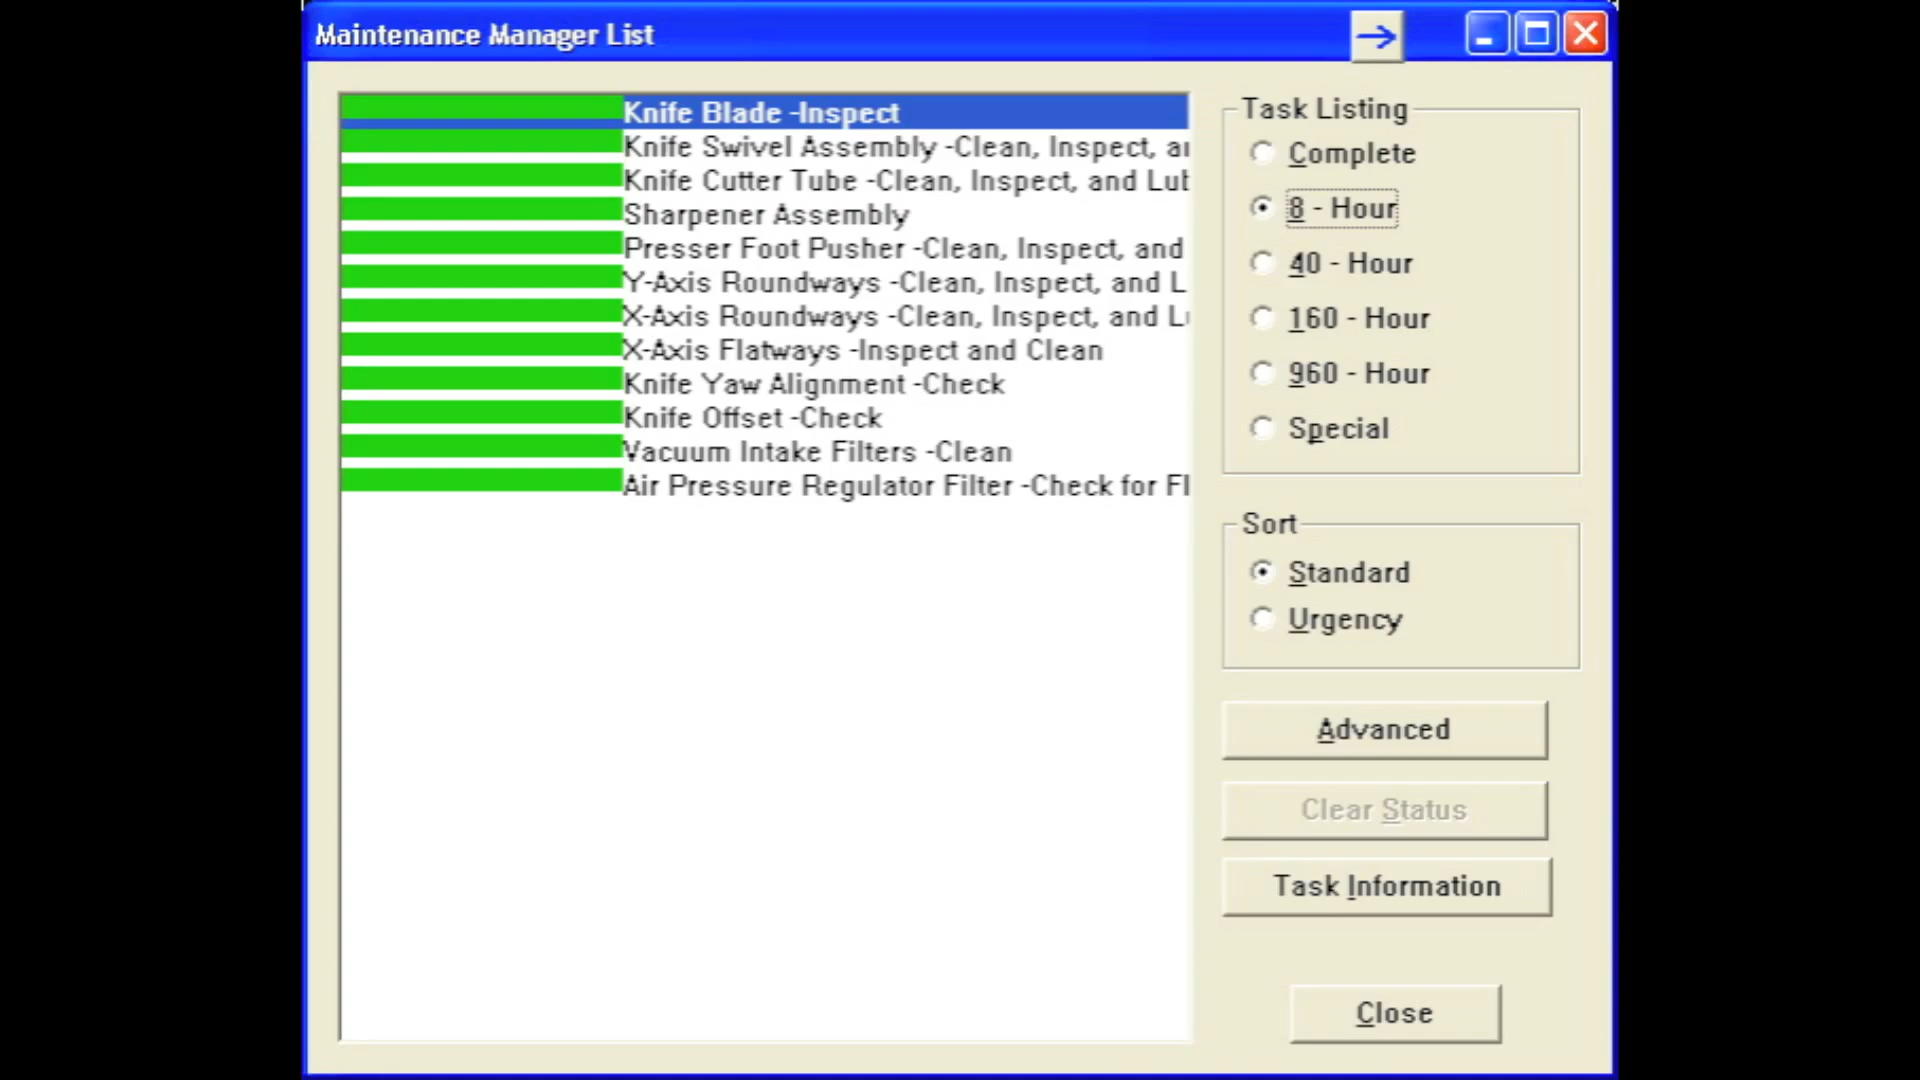 Maintenance Manager List
Knife Blade -Inspect
Knife Swivel Assembly -Clean, Inspect,
Knife Cutter Tube -Clean, Inspect, and
Sharpener Assembly
Presser Foot Pusher -Clean, Inspect, and
Y-Axis Roundways -Clean, Inspect, and L
X-Axis Roundways -Clean, Inspect, and
X-Axis Flatways -Inspect and Clean
Knife Yaw Alignment -Check
Knife Offset -Check
Vacuum Intake Filters -Clean
Air Pressure Regulator Filter -Check for
Task Listing
Complete
8 - Hour
40 - Hour
160 - Hour
960 - Hour
Special
Sort
Standard
Urgency
Advanced
Clear Status
Task Information
Close